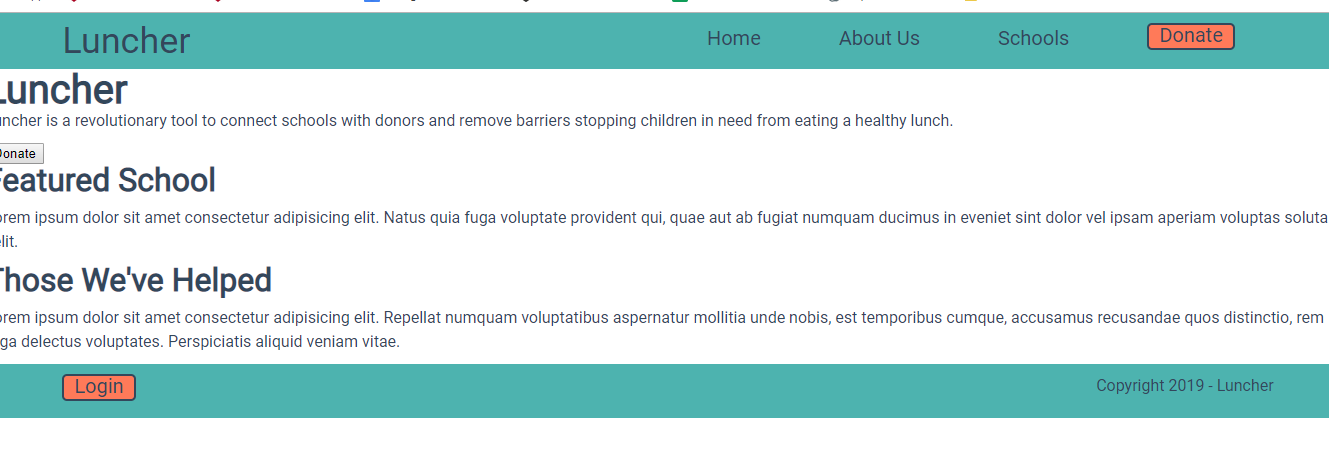 Luncher
Home About Us Schools Donate
Luncher
uncher is a revolutionary tool to connect schools with donors and remove barriers stopping children in need from eating a healthy lunch.
Donate
Featured School
orem ipsum dolor sit amet consectetur adipisicing elit. Natus quia fuga voluptate provident qui, quae aut ab fugiat numquam ducimus in eveniet sint dolor vel ipsam aperiam voluptas soluta
elit.
Those We've Helped
orem ipsum dolor sit amet consectetur adipisicing elit. Repellat numquam voluptatibus aspernatur mollitia unde nobis, est temporibus cumque, accusamus recusandae quos distinctio, rem
ga delectus voluptates. Perspiciatis aliquid veniam vitae.
Login Copyright 2019 - Luncher